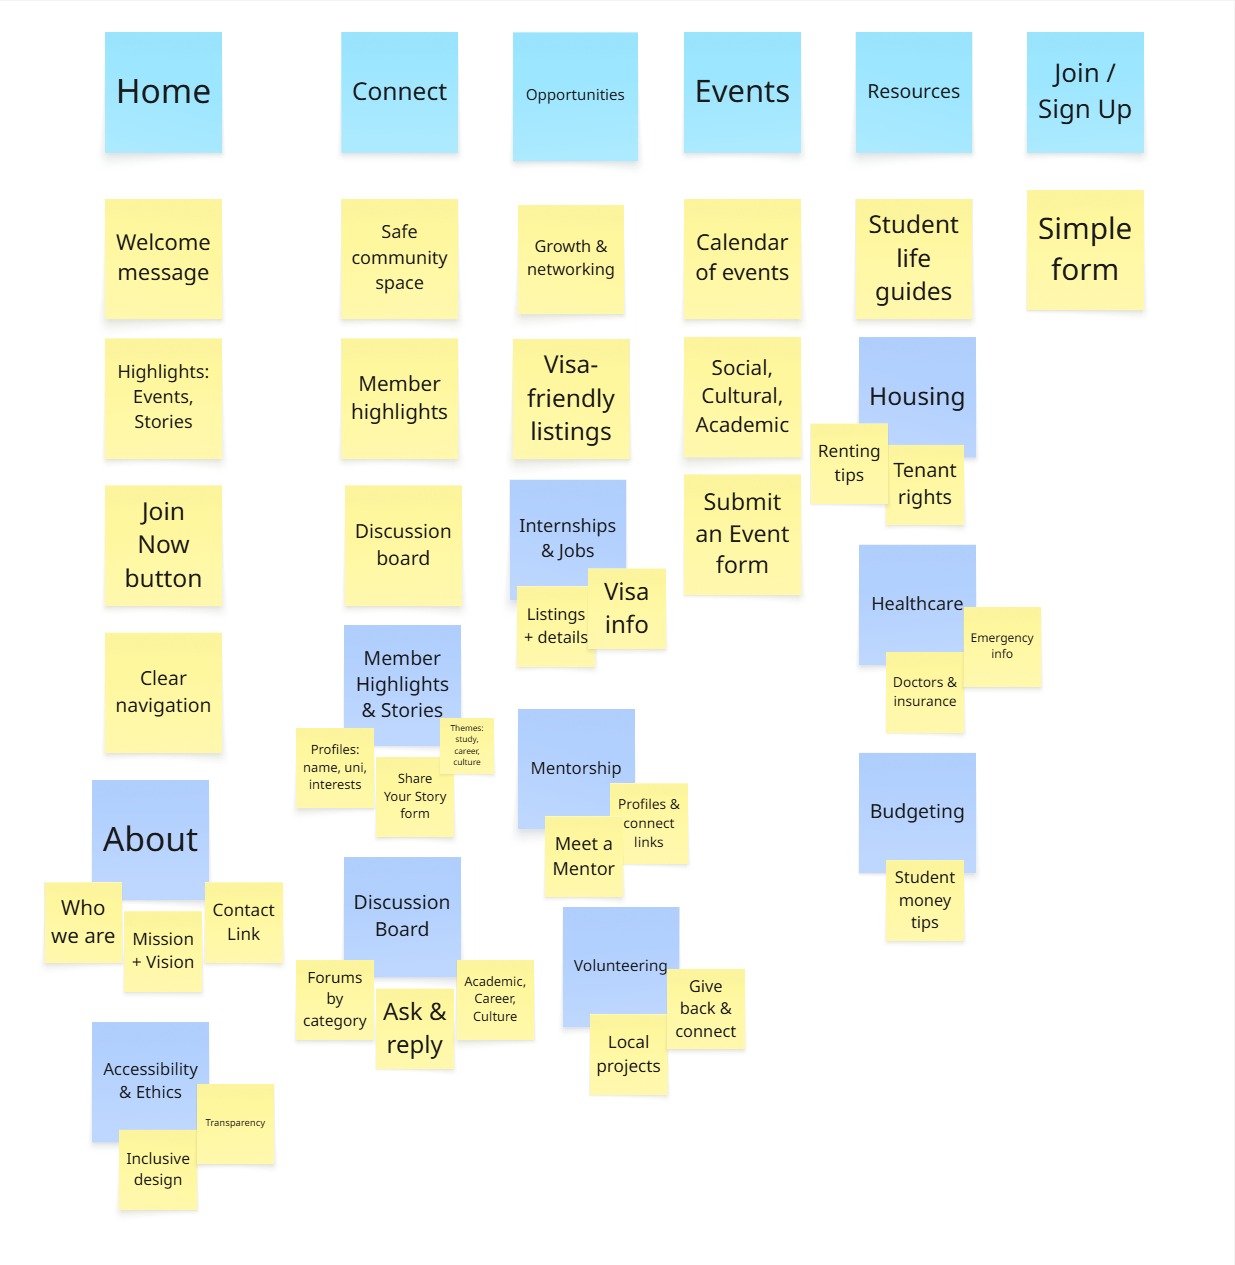 Home
Connect
Opportunities
Events
Resources
Join /
Sign Up
Welcome
message
Safe
community
space
Growth &
networking
Calendar
of events
Student
life
guides
Simple
form
Highlights:
Events,
Stories
Member
highlights
Visa-
friendly
listings
Social,
Cultural,
Academic
Housing
Renting
tips
Tenant
rights
Join
Now
button
Discussion
board
Internships
& Jobs
Listings
+ details
Visa
info
Submit
an Event
form
Healthcare
Emergency
info
Doctors &
insurance
Clear
navigation
Member
Highlights
& Stories
Profiles:
name, uni,
interests
Share
Your Story
form
Themes:
study,
career,
culture
Mentorship
Profiles &
connect
links
Meet a
Mentor
Budgeting
Student
money
tips
About
Who
we are
Mission
+ Vision
Contact
Link
Discussion
Board
Forums
by
category
Ask &
reply
Academic,
Career,
Culture
Volunteering
Give
back &
connect
Local
projects
Accessibility
& Ethics
Transparency
Inclusive
design